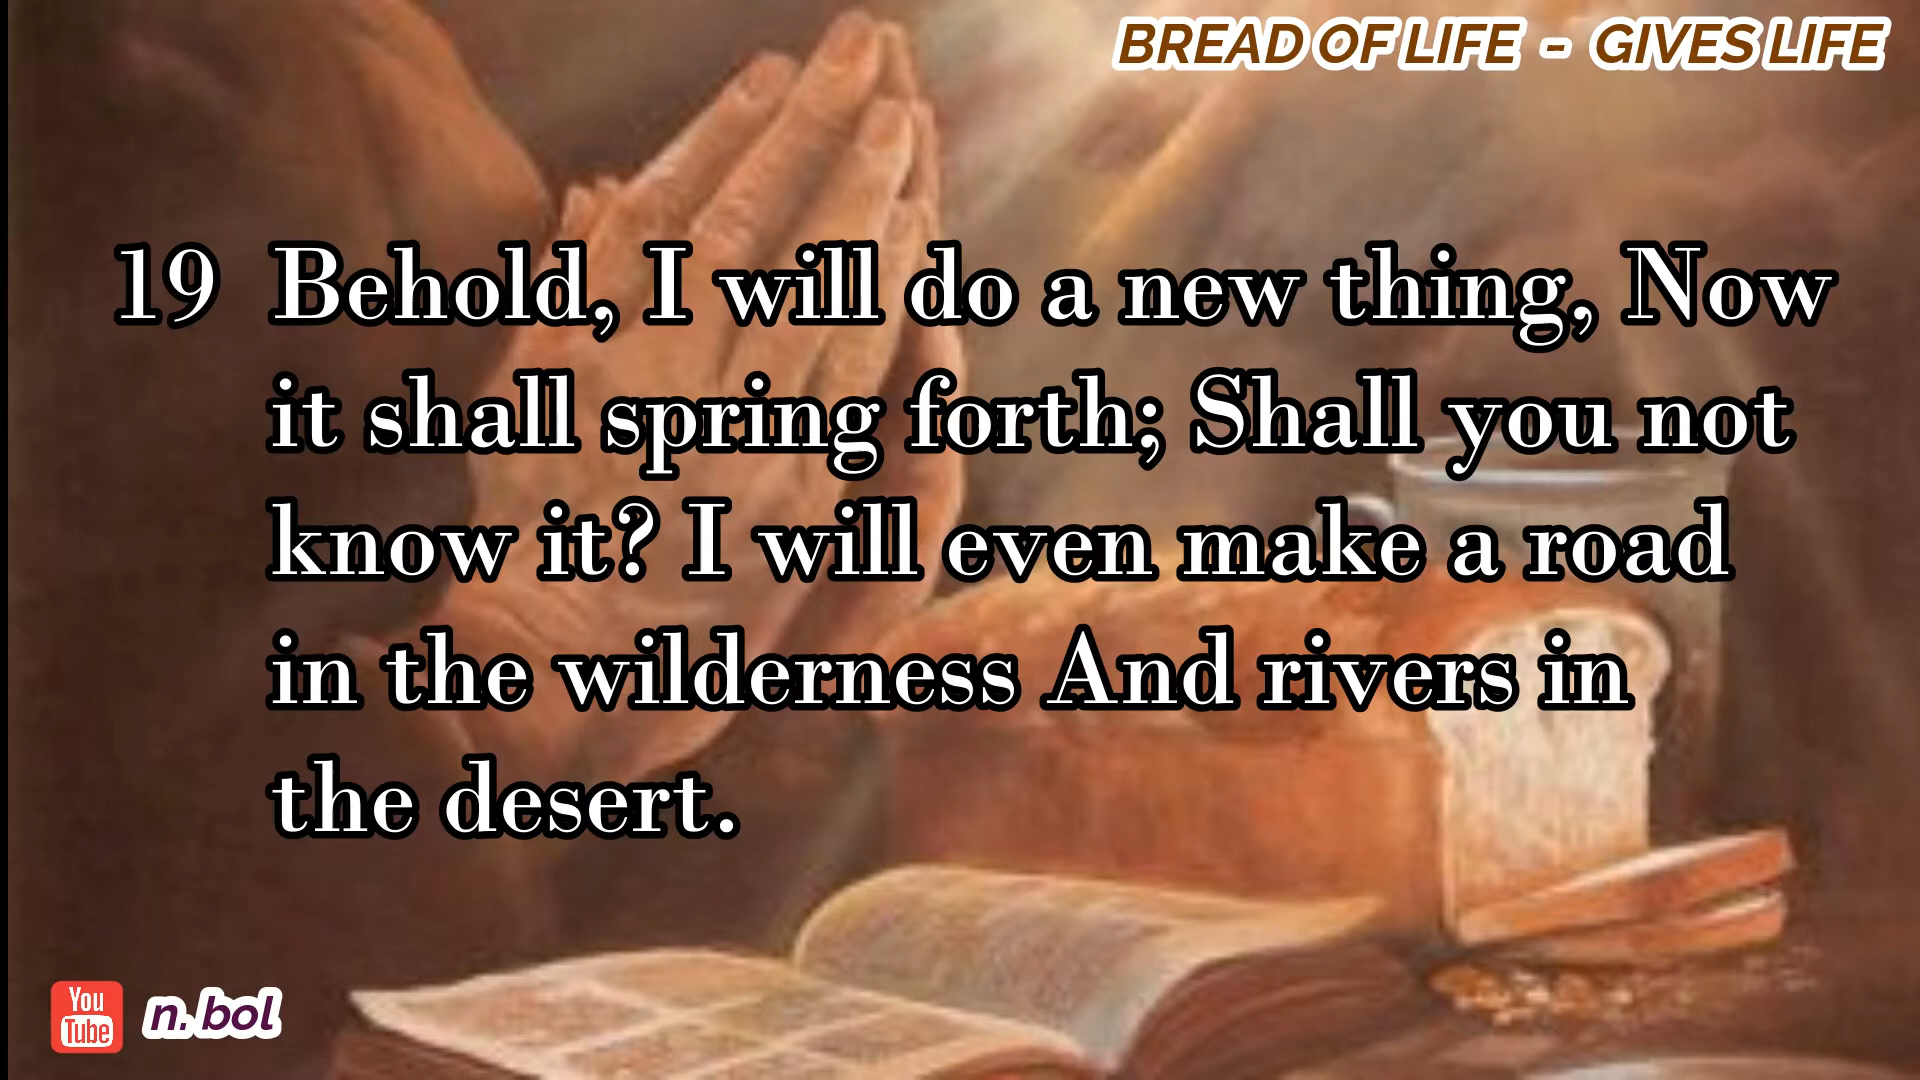 BREAD OF LIFE - GIVES LIFE
19 Behold, I will do a new thing, Now
it shall spring forth; Shall you not
know it? I will even make a road
in the wilderness And rivers in
the desert.
You
Tube
n. bol